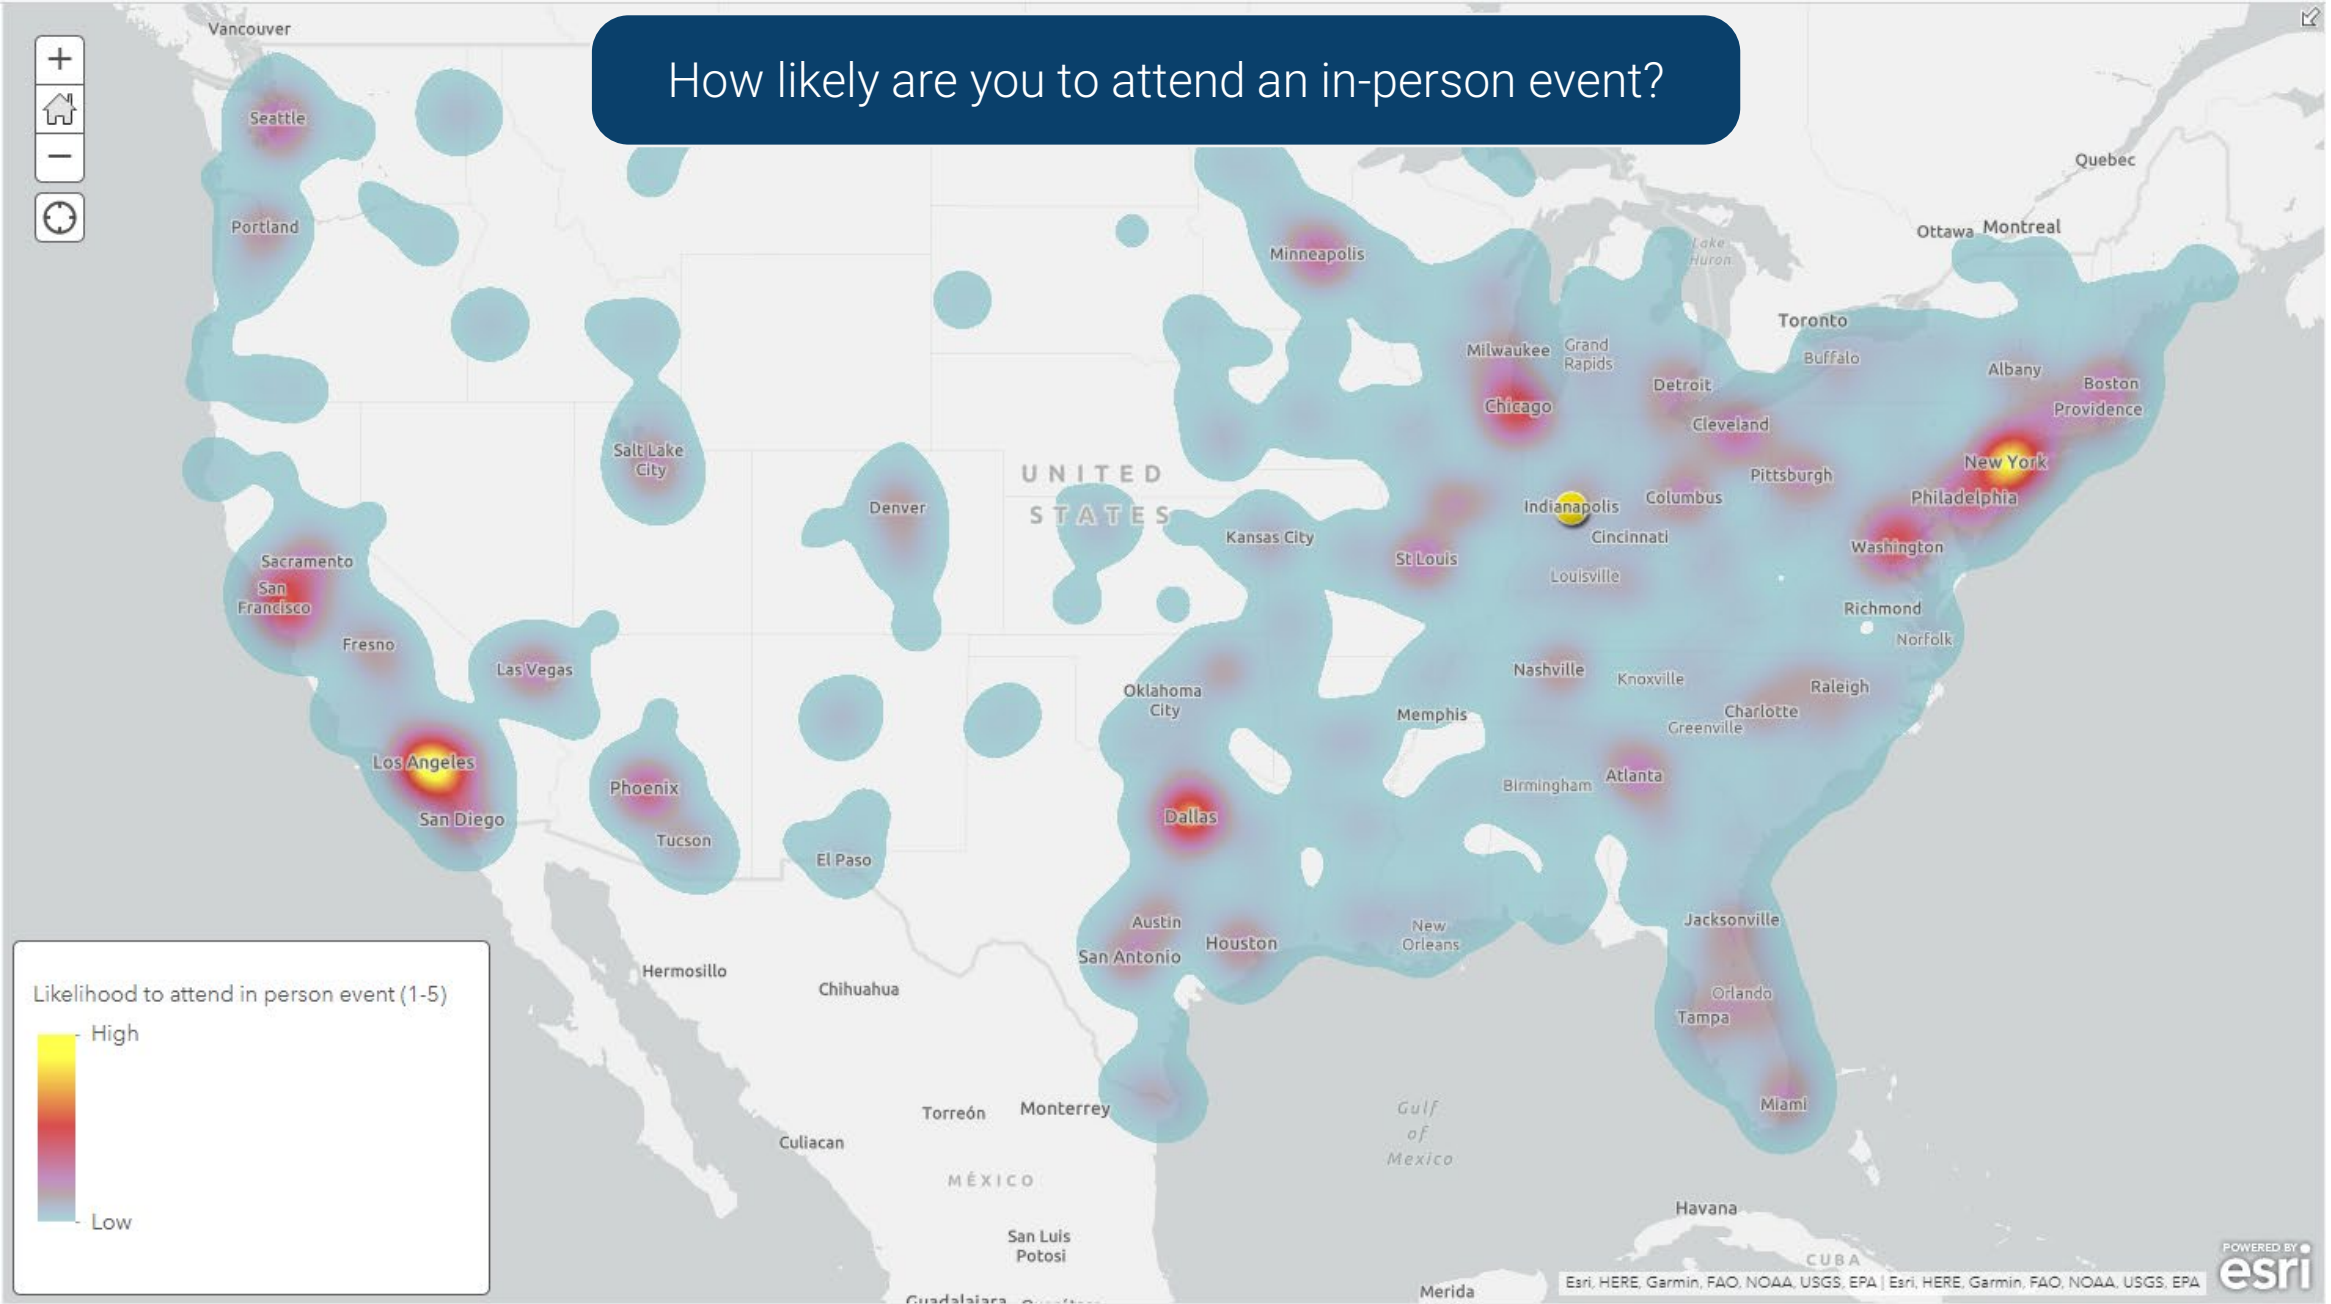 How likely are you to attend an in-person event?
Vancouver
Seattle
Portland
Quebec
Ottawa
Montreal
Minneapolis
Lake
Huron
Toronto
Milwaukee
Grand
Rapids
Buffalo
Albany
Detroit
Boston
Chicago
Providence
Cleveland
Salt Lake
City
UNITED
STATES
New York
Pittsburgh
Philadelphia
Columbus
Denver
Indianapolis
Kansas City
Cincinnati
Washington
Sacramento
St Louis
Louisville
San
Francisco
Richmond
Norfolk
Fresno
Las Vegas
Nashville
Knoxville
Raleigh
Oklahoma
City
Memphis
Charlotte
Greenville
Los Angeles
Atlanta
Phoenix
Birmingham
San Diego
Dallas
Tucson
El Paso
Austin
Jacksonville
New
Orleans
Houston
San Antonio
Hermosillo
Chihuahua
Orlando
Tampa
Likelihood to attend in person event (1-5)
High
Low
Miami
Torreón
Monterrey
Gulf
of
Mexico
Culiacan
MÉXICO
Havana
San Luis
Potosi
CUBA
Merida
Guadalajara
Esri, HERE, Garmin, FAO, NOAA, USGS, EPA | Esri, HERE, Garmin, FAO, NOAA, USGS, EPA
POWERED BY
esri